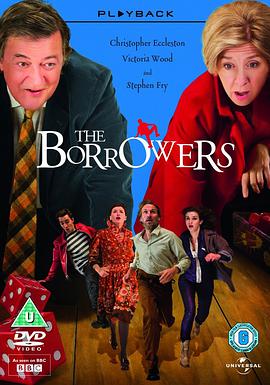 PLAYBACK
Christopher Eccleston
Victoria Wood
and
Stephen Fry
THE
BORROWERS
U
DVD
VIDEO
As seen on BBC
BBC
UNIVERSAL